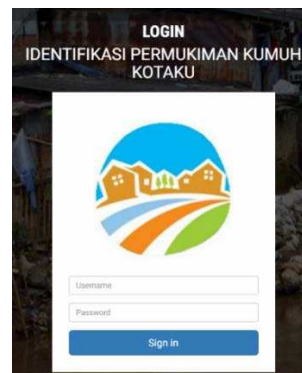 LOGIN
IDENTIFIKASI PERMUKIMAN KUMUH
KOTAKU
Username
Password
Sign in